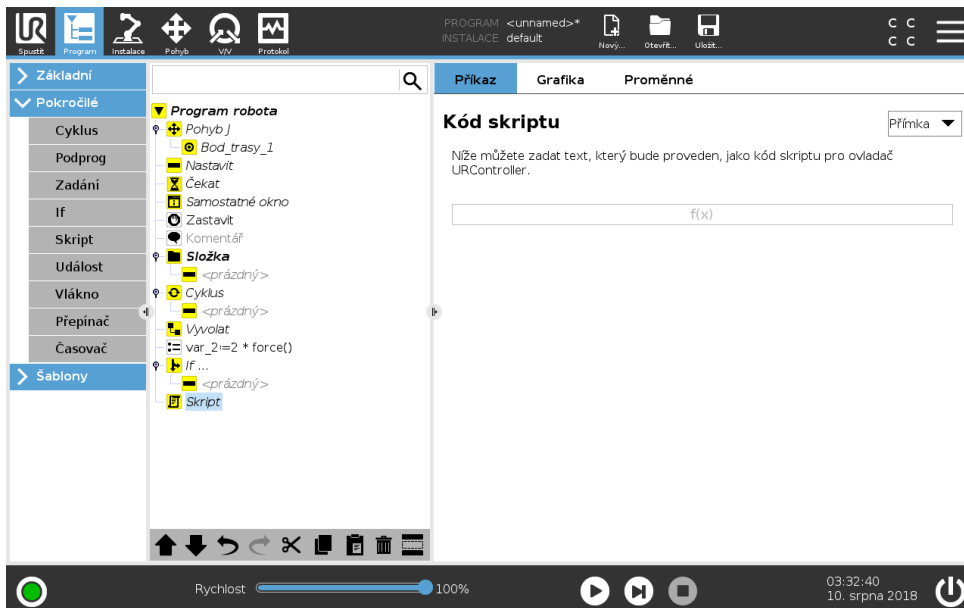 UR
PROGRAM <unnamed>*
INSTALACE default
C C
C C
Spustit Program Instalace Pohyb V/V Protokol
Nový... Otevřít... Uložit...
Základní
Pokročilé
Cyklus
Podprog
Zadání
If
Skript
Událost
Vlákno
Přepínač
Časovač
Šablony
Program robota
Pohyb J
Bod_trasy_1
Nastavit
Čekat
Samostatné okno
Zastavit
Komentář
Složka
<prázdný>
Cyklus
<prázdný>
Vyvolat
var_2:=2 * force()
If ...
<prázdný>
Skript
Příkaz Grafika Proměnné
Kód skriptu
Přímka
Níže můžete zadat text, který bude proveden, jako kód skriptu pro ovladač
URController.
f(x)
Rychlost 100%
03:32:40
10. srpna 2018